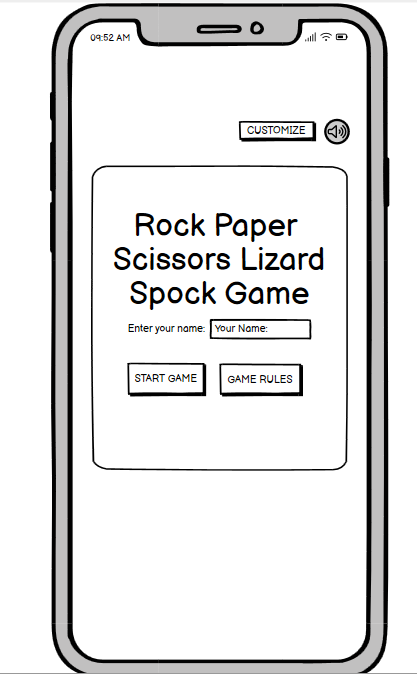 09:52 AM
CUSTOMIZE
Rock Paper
Scissors Lizard
Spock Game
Enter your name: Your Name:
START GAME GAME RULES